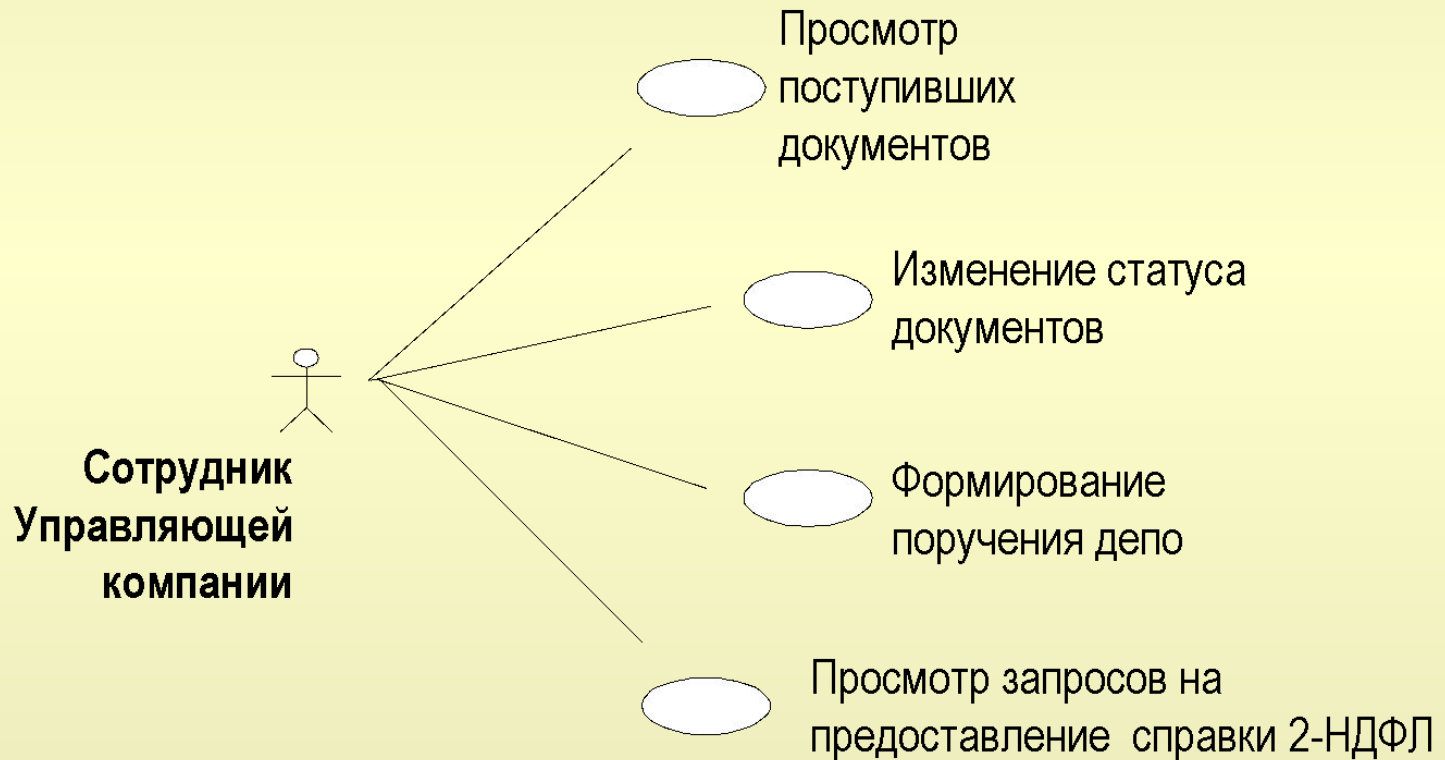 Просмотр
поступивших
документов
Изменение статуса
документов
Сотрудник
Управляющей
компании
Формирование
поручения депо
Просмотр запросов на
предоставление  справки 2-НДФЛ